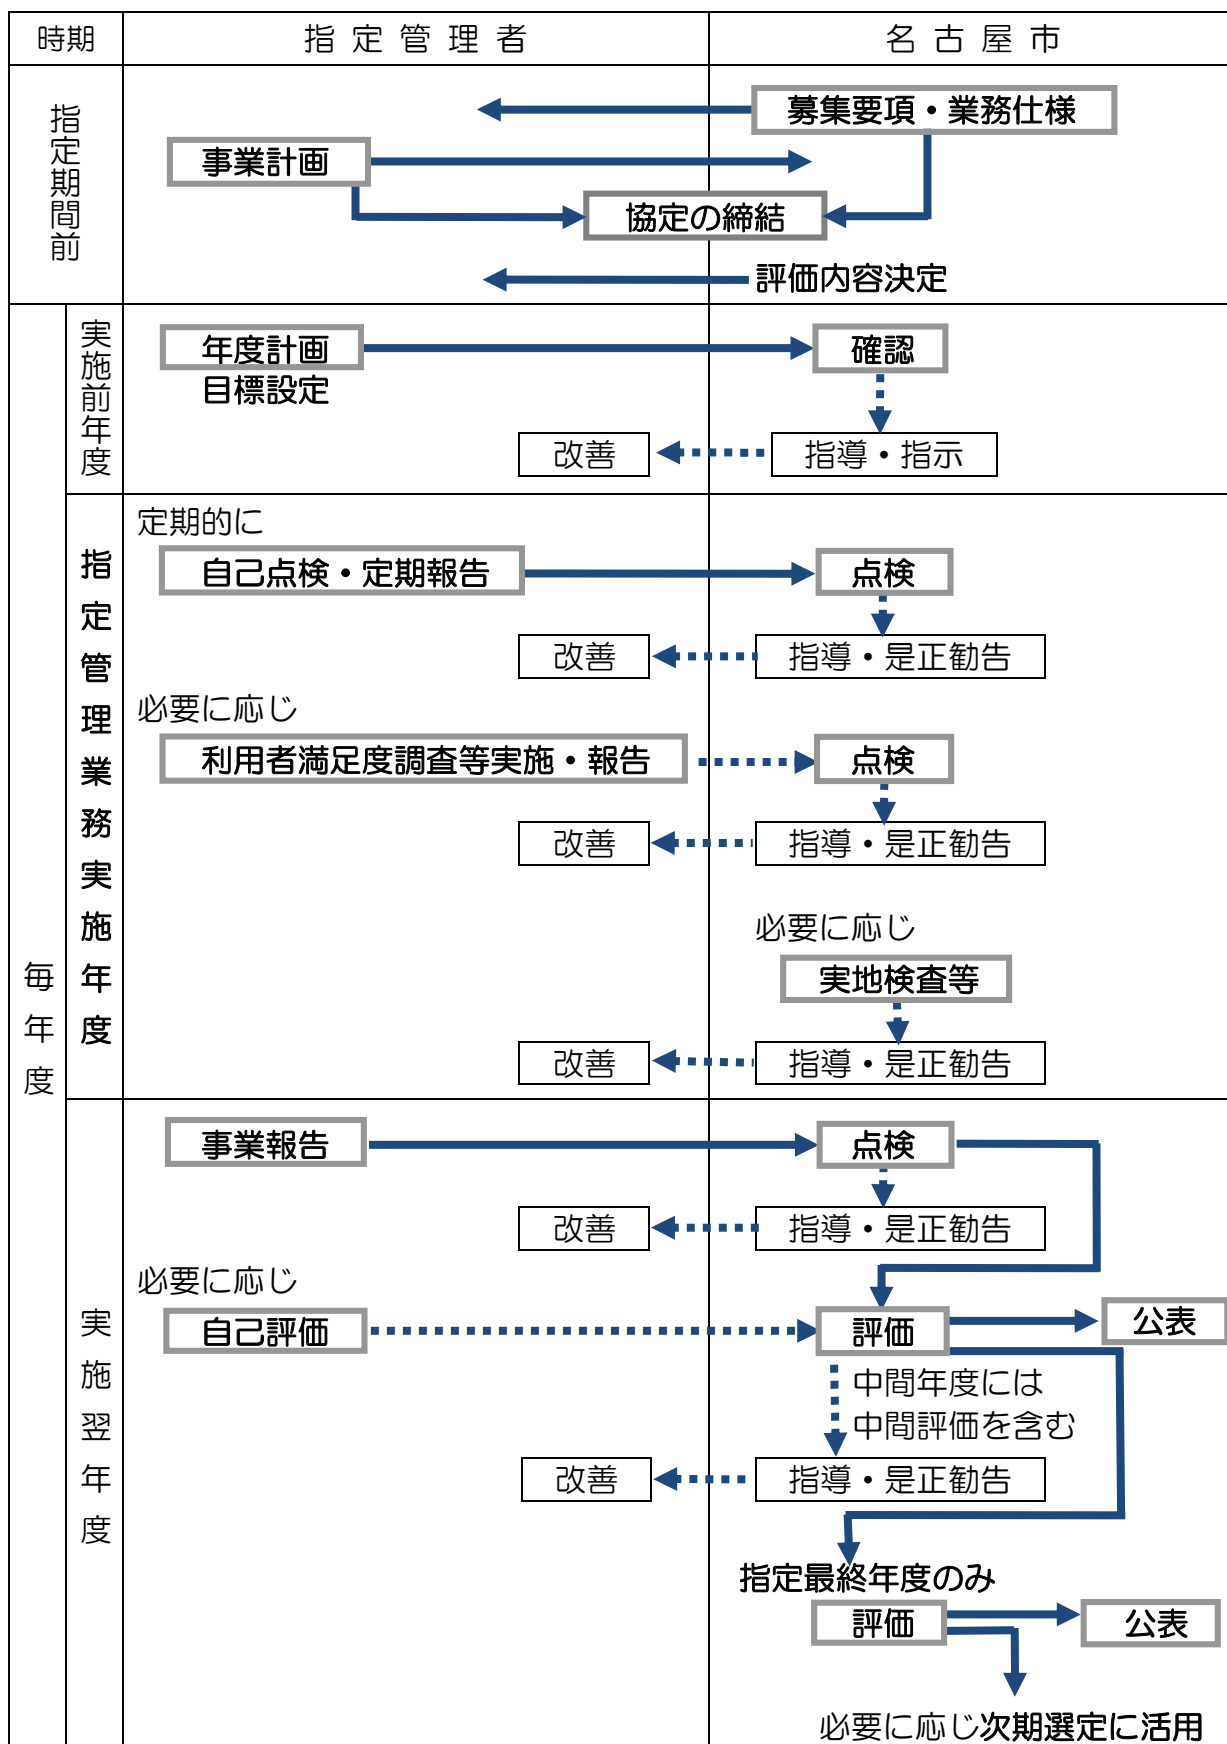 時期
指定管理者
名古屋市
指定期間前
募集要項・業務仕様
事業計画
協定の締結
評価内容決定
毎年度
実施前年度
年度計画
目標設定
確認
改善
指導・指示
指定管理業務実施年度
定期的に
自己点検・定期報告
点検
改善
指導・是正勧告
必要に応じ
利用者満足度調査等実施・報告
点検
改善
指導・是正勧告
必要に応じ
実地検査等
改善
指導・是正勧告
実施翌年度
事業報告
点検
改善
指導・是正勧告
必要に応じ
自己評価
評価
公表
中間年度には
中間評価を含む
改善
指導・是正勧告
指定最終年度のみ
評価
公表
必要に応じ次期選定に活用